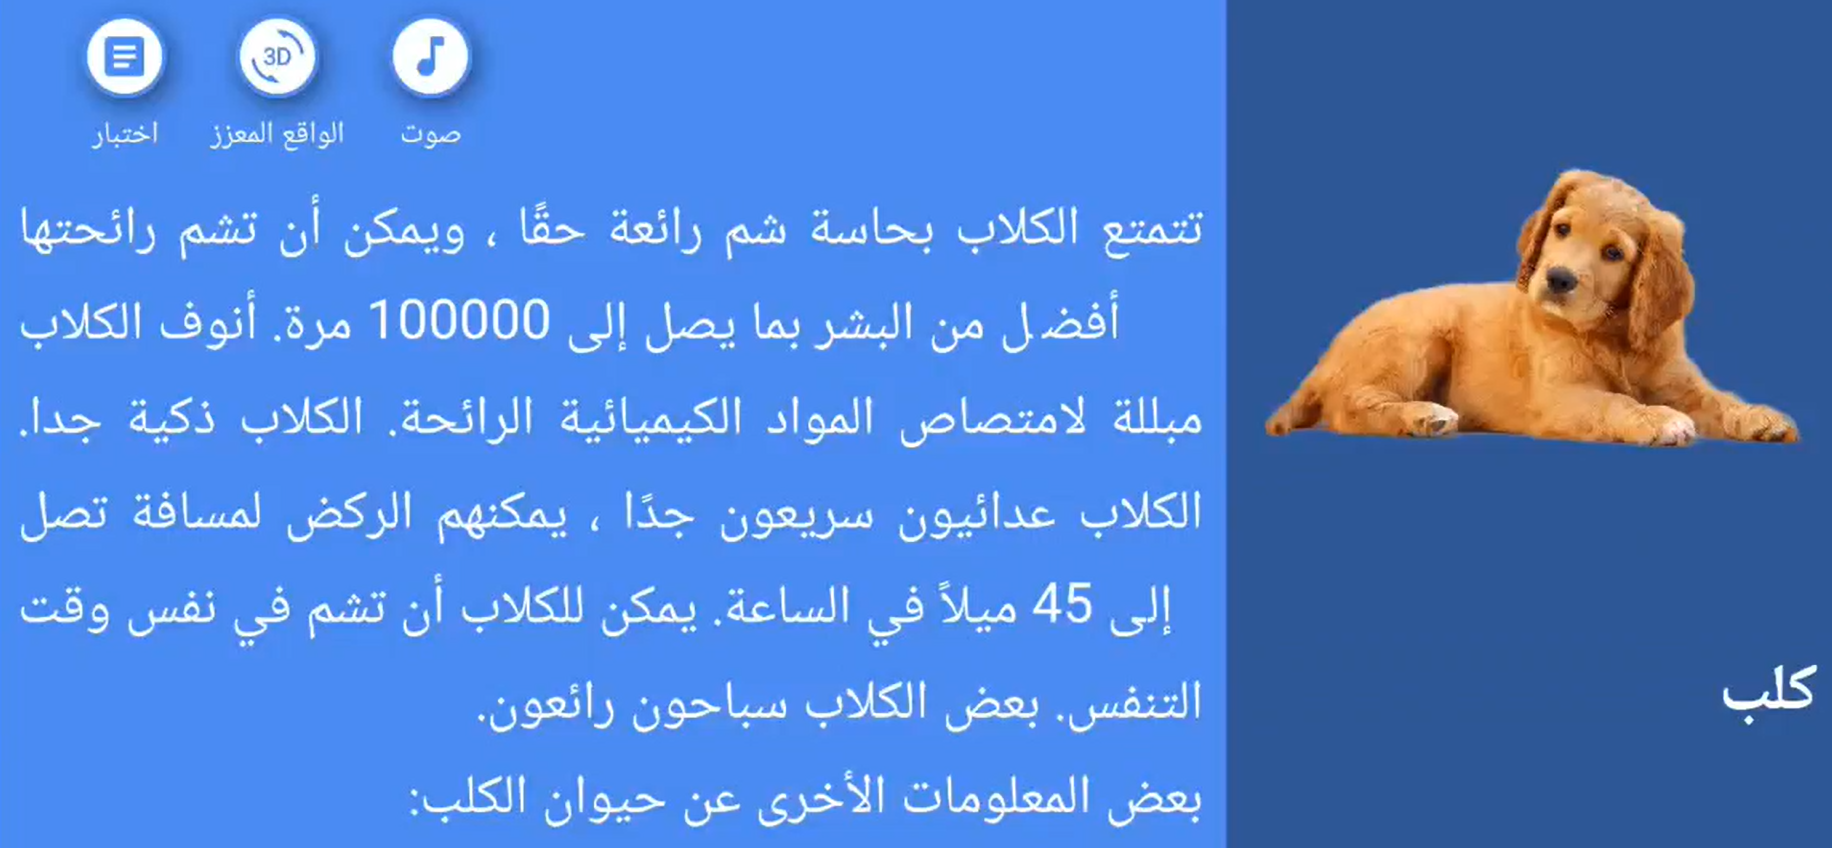 صوت
الواقع المعزز
اختبار
تتمتع الكلاب بحاسة شم رائعة حقًا ، ويمكن أن تشم رائحتها
أفضل من البشر بما يصل إلى 100000 مرة. أنوف الكلاب
مبللة لامتصاص المواد الكيميائية الرائحة. الكلاب ذكية جدا.
الكلاب عدائيون سريعون جدًا ، يمكنهم الركض لمسافة تصل
إلى 45 ميلاً في الساعة. يمكن للكلاب أن تشم في نفس وقت
التنفس. بعض الكلاب سباحون رائعون.
بعض المعلومات الأخرى عن حيوان الكلب:
كلب
3D